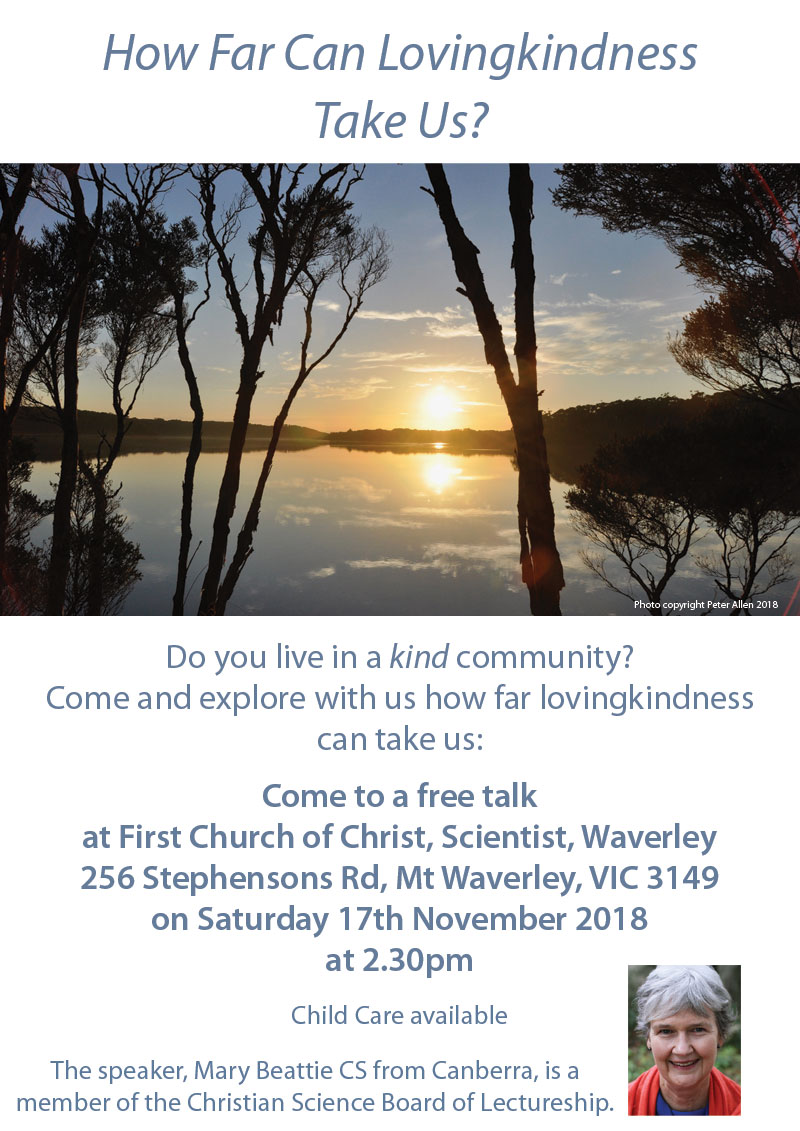 How Far Can Lovingkindness
Take Us?
Photo copyright Peter Allen 2018
Do you live in a kind community?
Come and explore with us how far lovingkindness
can take us:
Come to a free talk
at First Church of Christ, Scientist, Waverley
256 Stephensons Rd, Mt Waverley, VIC 3149
on Saturday 17th November 2018
at 2.30pm
Child Care available
The speaker, Mary Beattie CS from Canberra, is a
member of the Christian Science Board of Lectureship.